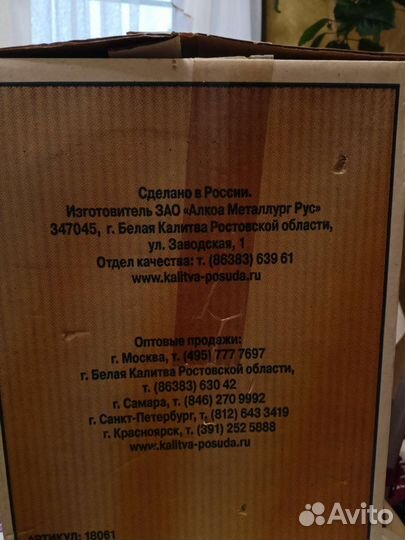 Сделано в России.
Изготовитель ЗАО «Алкоа Металлург Рус»
347045, г. Белая Калитва Ростовской области,
ул. Заводская, 1
Отдел качества: т. (86383) 639 61
www.kalitva-posuda.ru
Оптовые продажи:
г. Москва, т. (495) 777 7697
г. Белая Калитва Ростовской области,
т. (86383) 630 42
г. Самара, т. (846) 270 9992
г. Санкт-Петербург, т. (812) 643 3419
г. Красноярск, т. (391) 252 5888
www.kalitva-posuda.ru
Артикул: 18061
Avito